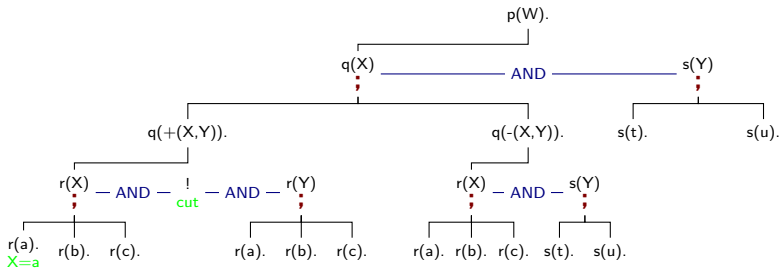 p(W).
q(X) AND s(Y)
;
;
q(+(X,Y)). q(-(X,Y)). s(t). s(u).
r(X) AND ! AND r(Y) r(X) AND s(Y)
cut
; ; ; ;
r(a). r(b). r(c). r(a). r(b). r(c). r(a). r(b). r(c). s(t). s(u).
X=a